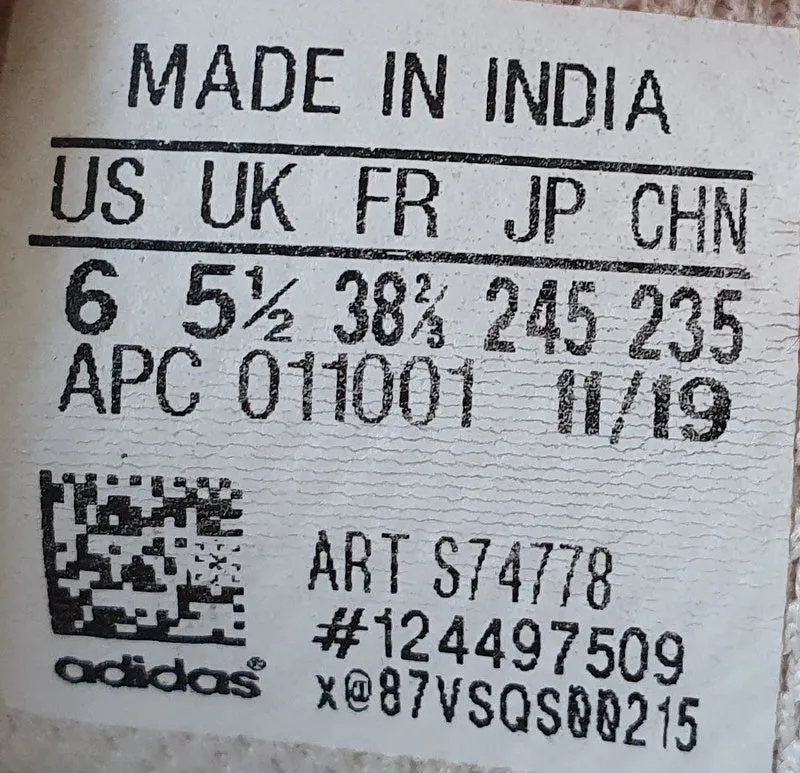 MADE IN INDIA
US UK FR JP CHN
6 5½ 38⅔ 245 235
APC 011001 11/19
ART S74778
#124497509
adidas®
x@87VSQS00215